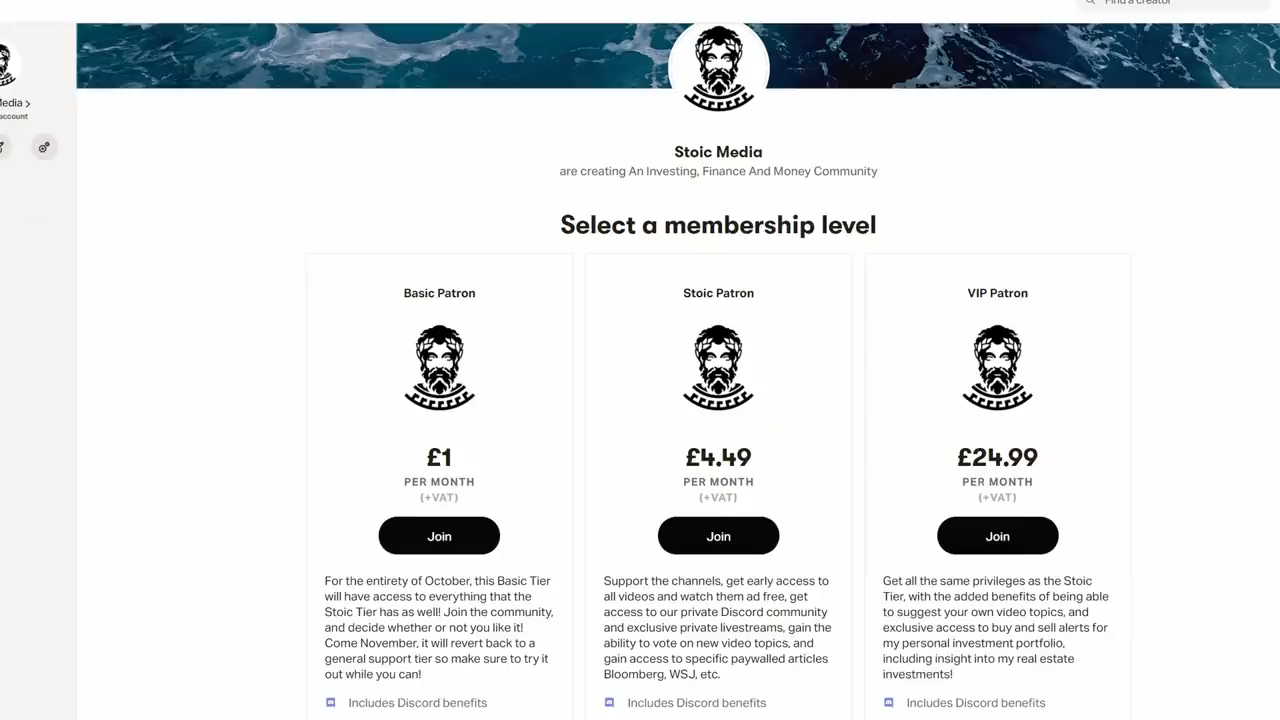 Find a creator
Media >
account
Stoic Media
are creating An Investing, Finance And Money Community
Select a membership level
Basic Patron
£1
PER MONTH
(+VAT)
Join
For the entirety of October, this Basic Tier
will have access to everything that the
Stoic Tier has as well! Join the community,
and decide whether or not you like it!
Come November, it will revert back to a
general support tier so make sure to try it
out while you can!
Includes Discord benefits
Stoic Patron
£4.49
PER MONTH
(+VAT)
Join
Support the channels, get early access to
all videos and watch them ad free, get
access to our private Discord community
and exclusive private livestreams, gain the
ability to vote on new video topics, and
gain access to specific paywalled articles
Bloomberg, WSJ, etc.
Includes Discord benefits
VIP Patron
£24.99
PER MONTH
(+VAT)
Join
Get all the same privileges as the Stoic
Tier, with the added benefits of being able
to suggest your own video topics, and
exclusive access to buy and sell alerts for
my personal investment portfolio,
including insight into my real estate
investments!
Includes Discord benefits